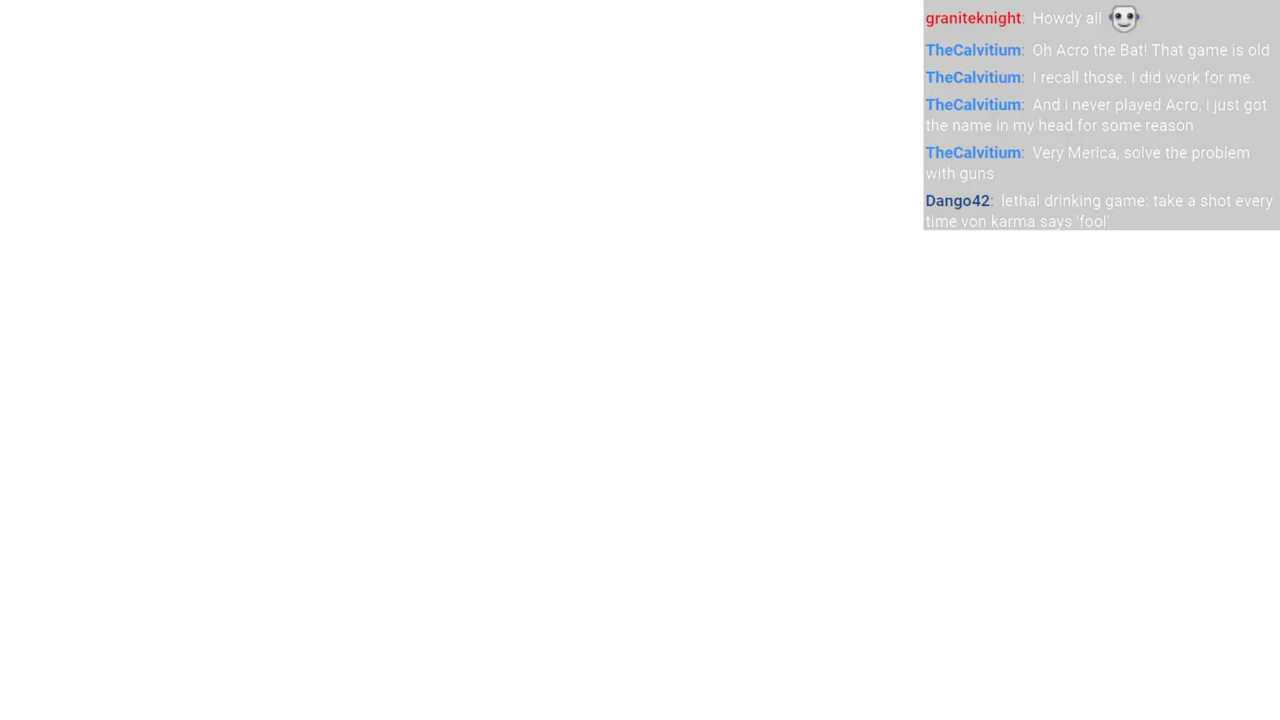 graniteknight: Howdy all
TheCalvitium: Oh Acro the Bat! That game is old
TheCalvitium: I recall those. I did work for me.
TheCalvitium: And i never played Acro, i just got
the name in my head for some reason
TheCalvitium: Very Merica, solve the problem
with guns
Dango42: lethal drinking game: take a shot every
time von karma says 'fool'